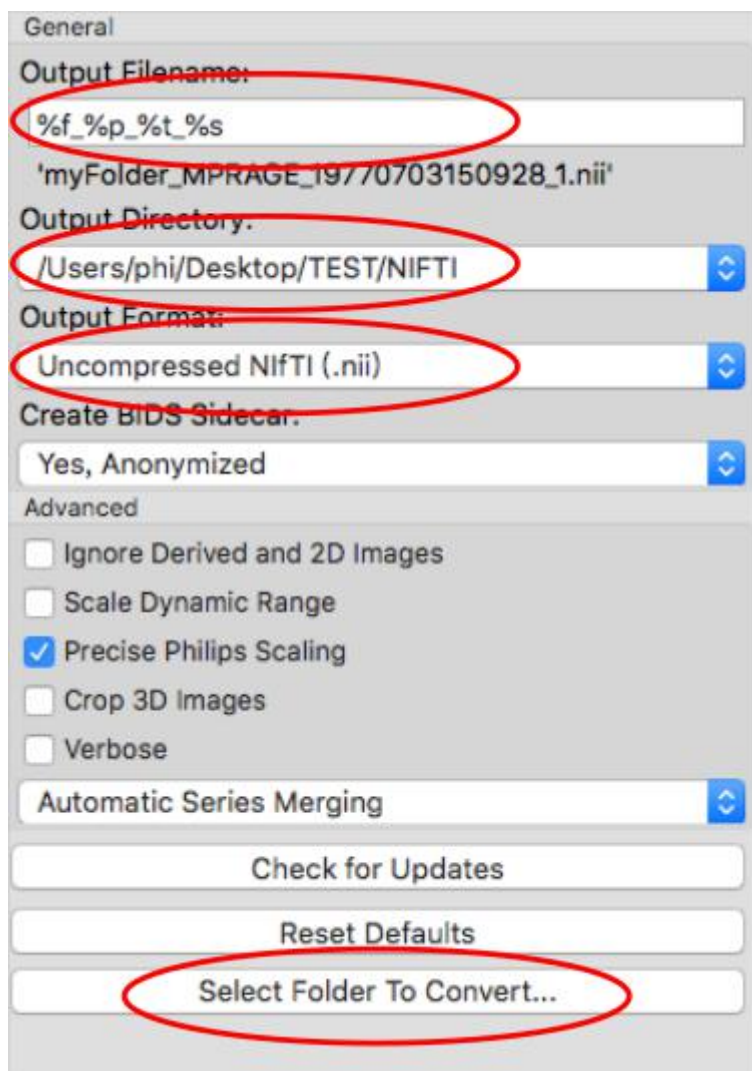 General
Output Filename:
%f_%p_%t_%s
'myFolder_MPRAGE_19770703150928_1.nii'
Output Directory:
/Users/phi/Desktop/TEST/NIFTI
Output Format:
Uncompressed NIfTI (.nii)
Create BIDS Sidecar:
Yes, Anonymized
Advanced
Ignore Derived and 2D Images
Scale Dynamic Range
Precise Philips Scaling
Crop 3D Images
Verbose
Automatic Series Merging
Check for Updates
Reset Defaults
Select Folder To Convert...